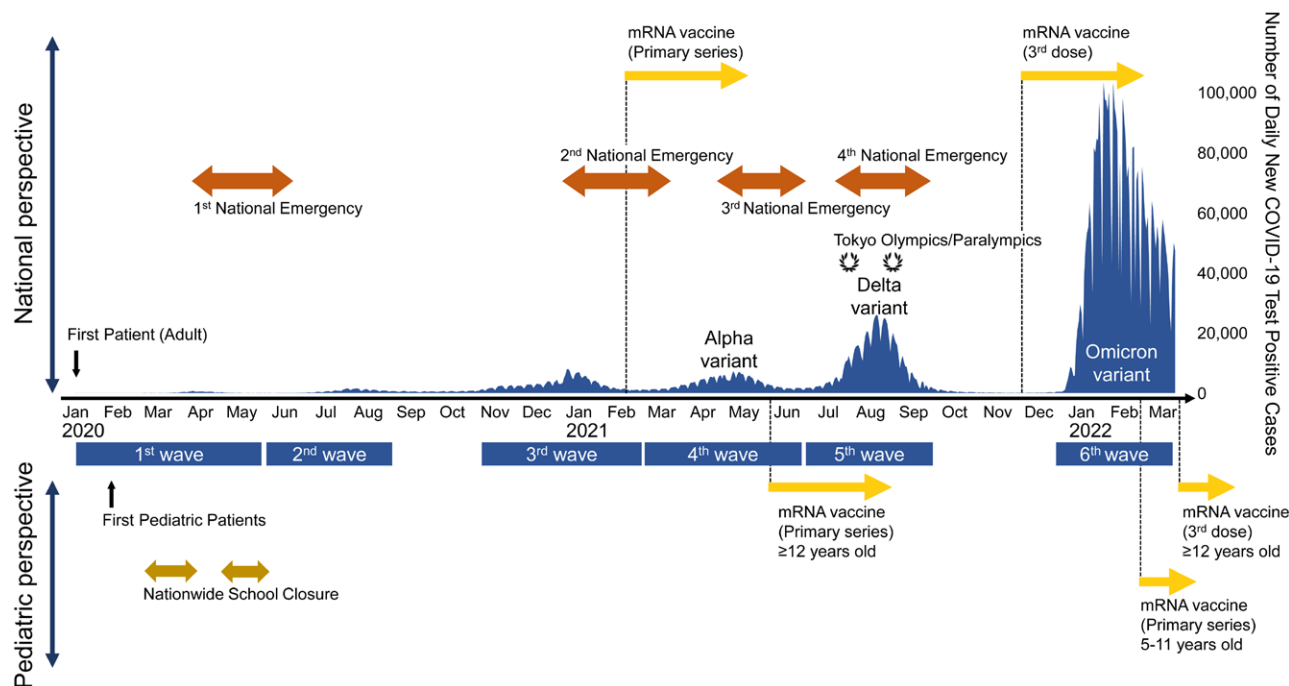 National perspective
mRNA vaccine
(Primary series)
mRNA vaccine
(3rd dose)
Number of Daily New COVID-19 Test Positive Cases
100,000
80,000
60,000
40,000
20,000
0
2nd National Emergency
4th National Emergency
1st National Emergency
3rd National Emergency
Tokyo Olympics/Paralympics
Delta
variant
First Patient (Adult)
Alpha
variant
Omicron
variant
Jan Feb Mar Apr May Jun Jul Aug Sep Oct Nov Dec Jan Feb Mar Apr May Jun Jul Aug Sep Oct Nov Dec Jan Feb Mar
2020 2021 2022
1st wave 2nd wave 3rd wave 4th wave 5th wave 6th wave
Pediatric perspective
First Pediatric Patients
Nationwide School Closure
mRNA vaccine
(Primary series)
≥12 years old
mRNA vaccine
(3rd dose)
≥12 years old
mRNA vaccine
(Primary series)
5-11 years old